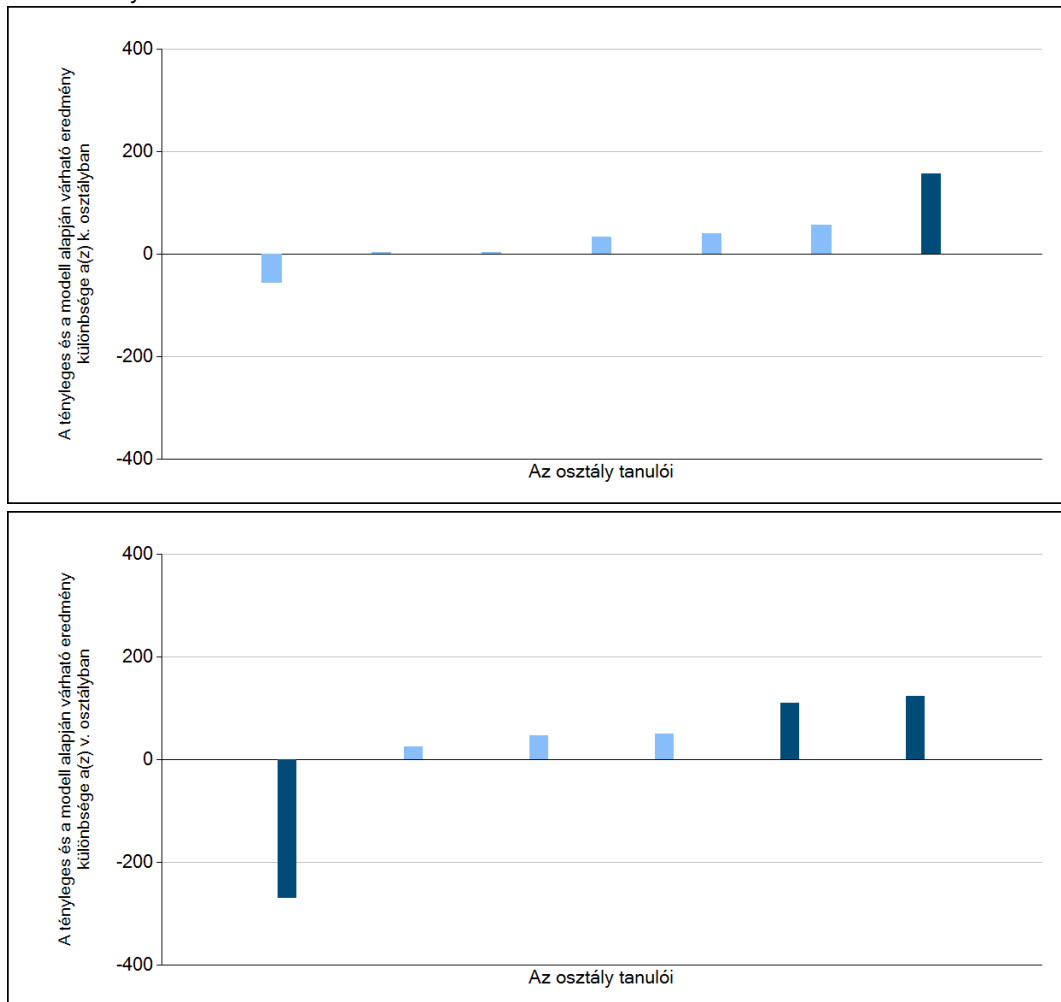 400
200
0
-200
-400
A tényleges és a modell alapján várható eredmény
különbsége a(z) k. osztályban
Az osztály tanulói
400
200
0
-200
-400
A tényleges és a modell alapján várható eredmény
különbsége a(z) v. osztályban
Az osztály tanulói